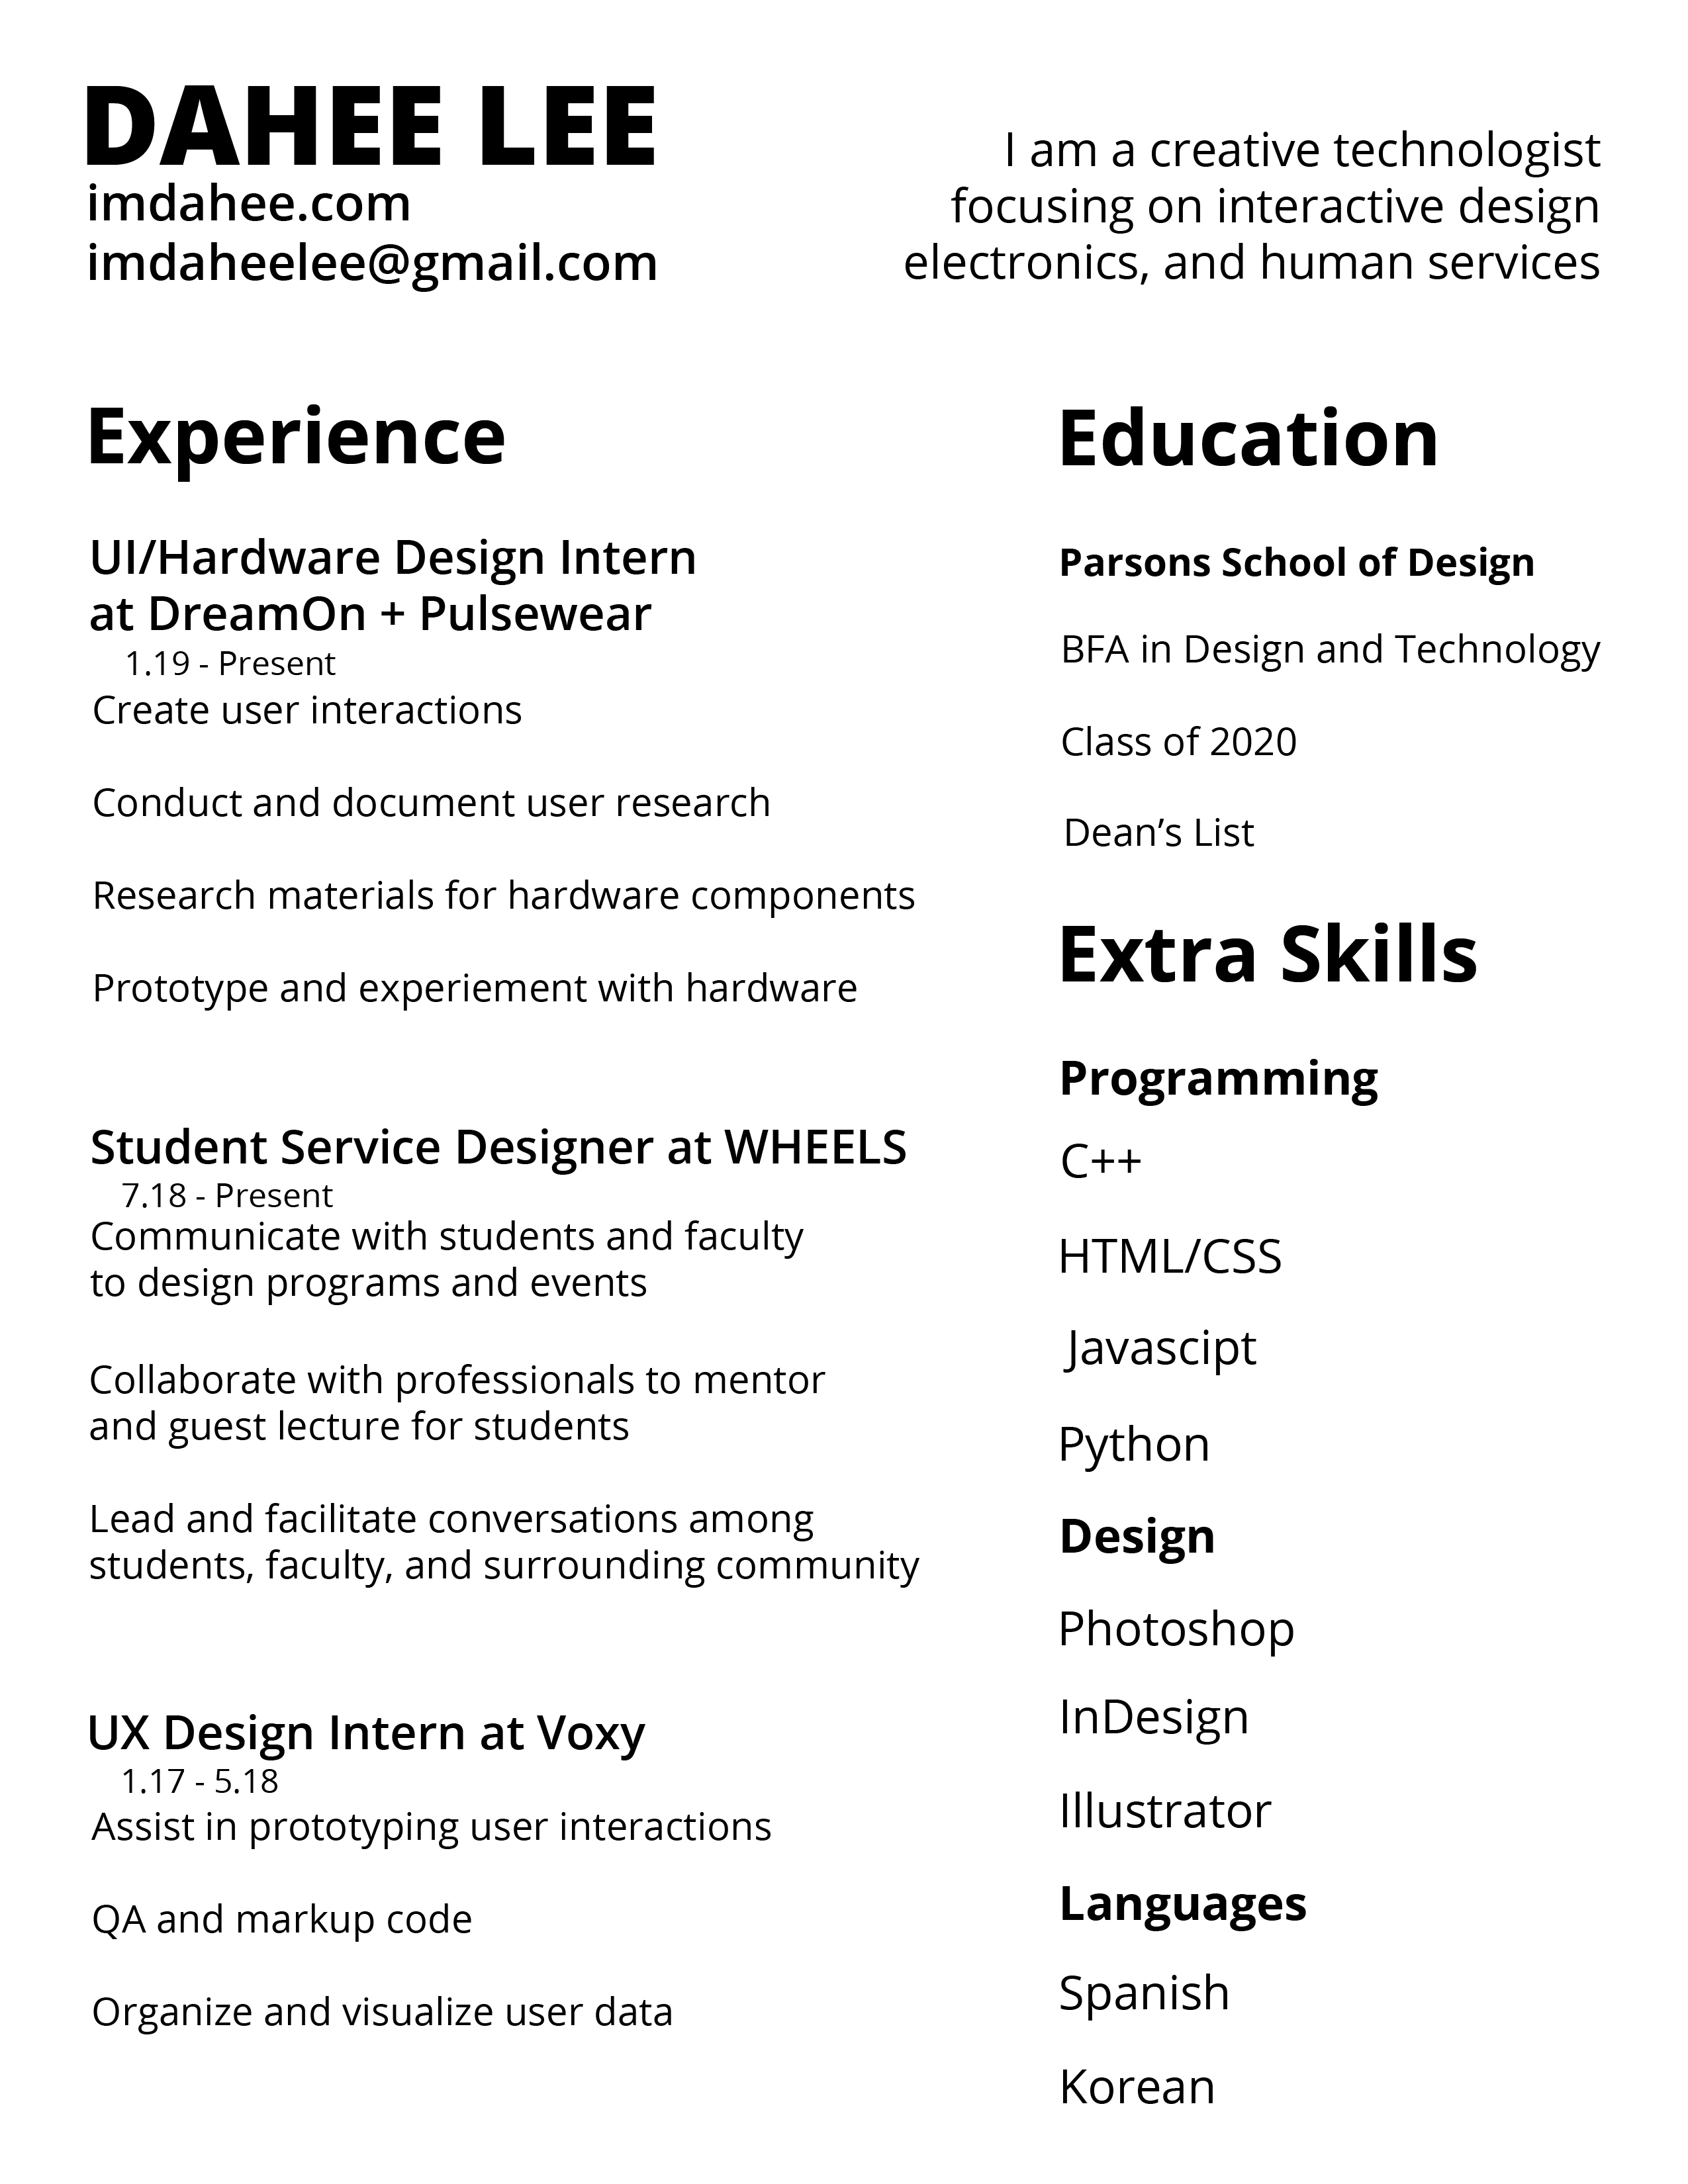 DAHEE LEE
imdahee.com
imdaheelee@gmail.com
I am a creative technologist
focusing on interactive design
electronics, and human services
Experience
UI/Hardware Design Intern
at DreamOn + Pulsewear
1.19 - Present
Create user interactions
Conduct and document user research
Research materials for hardware components
Prototype and experiement with hardware
Student Service Designer at WHEELS
7.18 - Present
Communicate with students and faculty
to design programs and events
Collaborate with professionals to mentor
and guest lecture for students
Lead and facilitate conversations among
students, faculty, and surrounding community
UX Design Intern at Voxy
1.17 - 5.18
Assist in prototyping user interactions
QA and markup code
Organize and visualize user data
Education
Parsons School of Design
BFA in Design and Technology
Class of 2020
Dean’s List
Extra Skills
Programming
C++
HTML/CSS
Javascipt
Python
Design
Photoshop
InDesign
Illustrator
Languages
Spanish
Korean